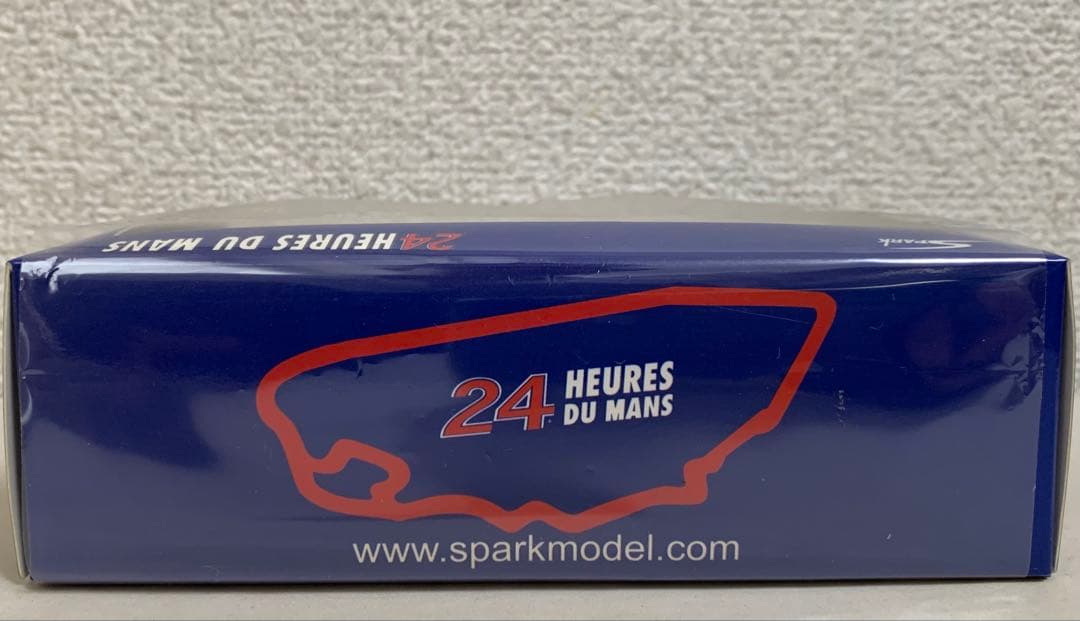 24 HEURES DU MANS
Spark
24 HEURES
DU MANS
www.sparkmodel.com